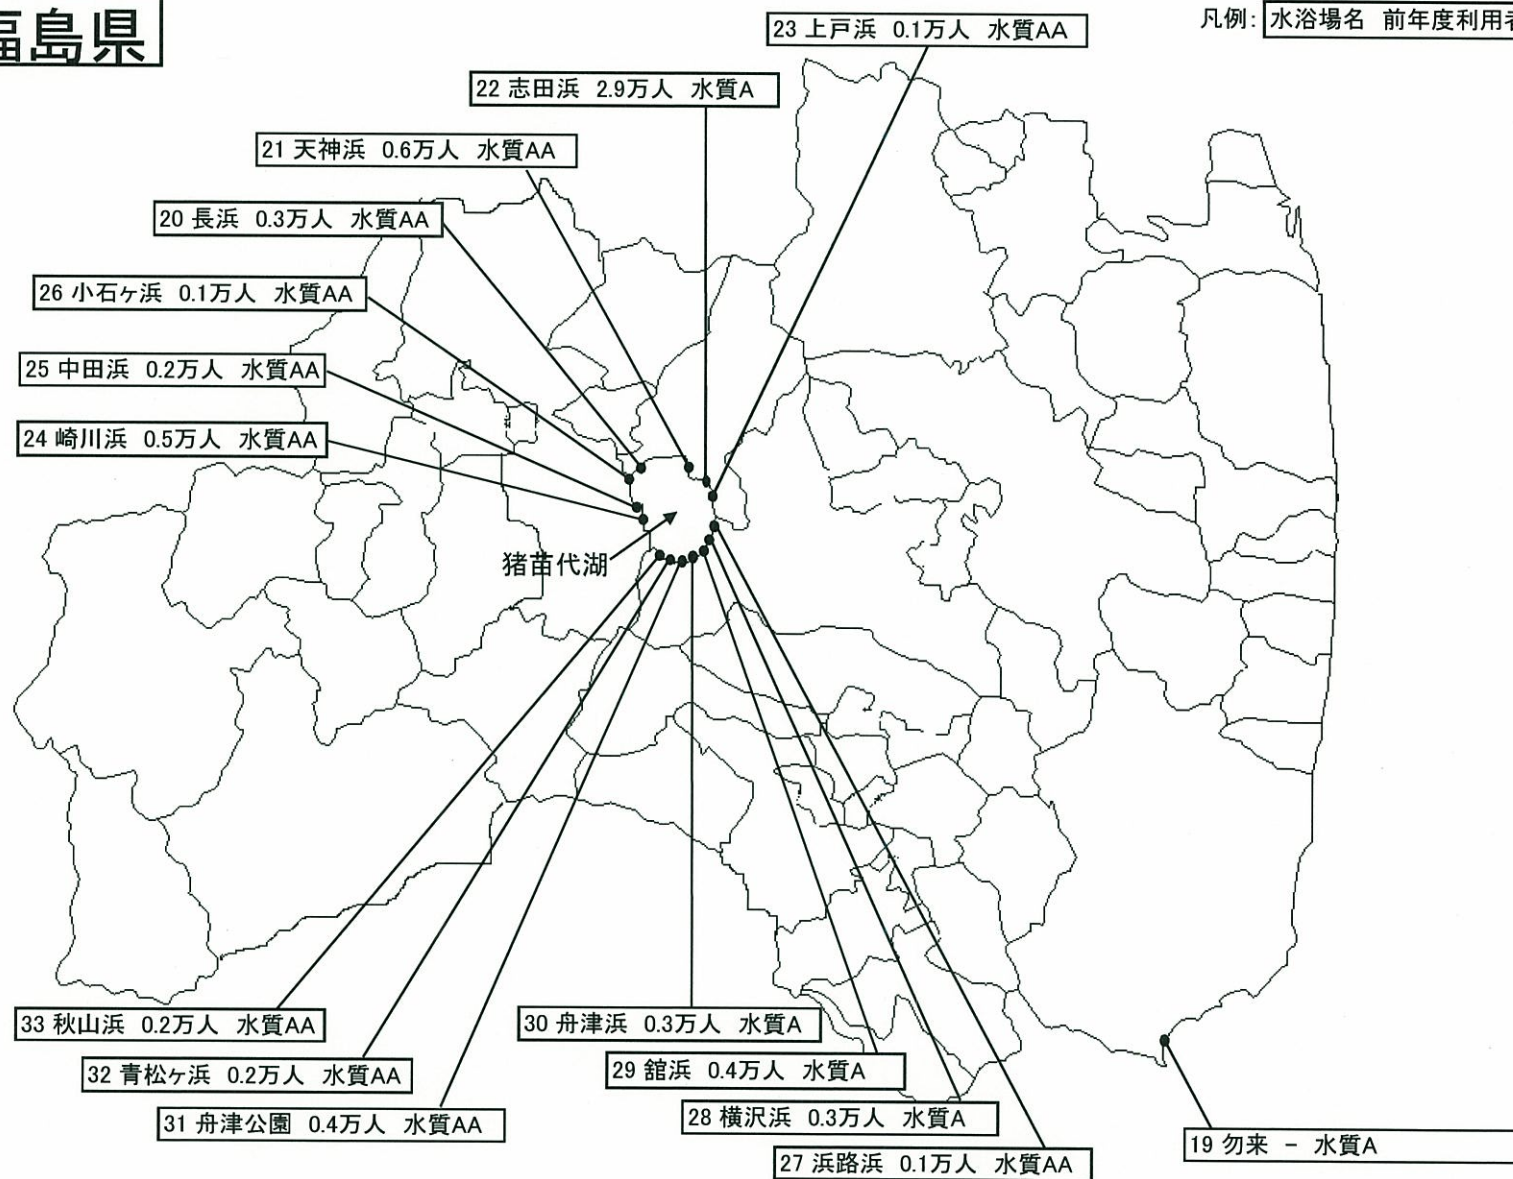 福島県
凡例: 水浴場名 前年度利用者
23 上戸浜 0.1万人 水質AA
22 志田浜 2.9万人 水質A
21 天神浜 0.6万人 水質AA
20 長浜 0.3万人 水質AA
26 小石ヶ浜 0.1万人 水質AA
25 中田浜 0.2万人 水質AA
24 崎川浜 0.5万人 水質AA
猪苗代湖
33 秋山浜 0.2万人 水質AA
30 舟津浜 0.3万人 水質A
32 青松ヶ浜 0.2万人 水質AA
29 舘浜 0.4万人 水質A
31 舟津公園 0.4万人 水質AA
28 横沢浜 0.3万人 水質A
27 浜路浜 0.1万人 水質AA
19 勿来 － 水質A